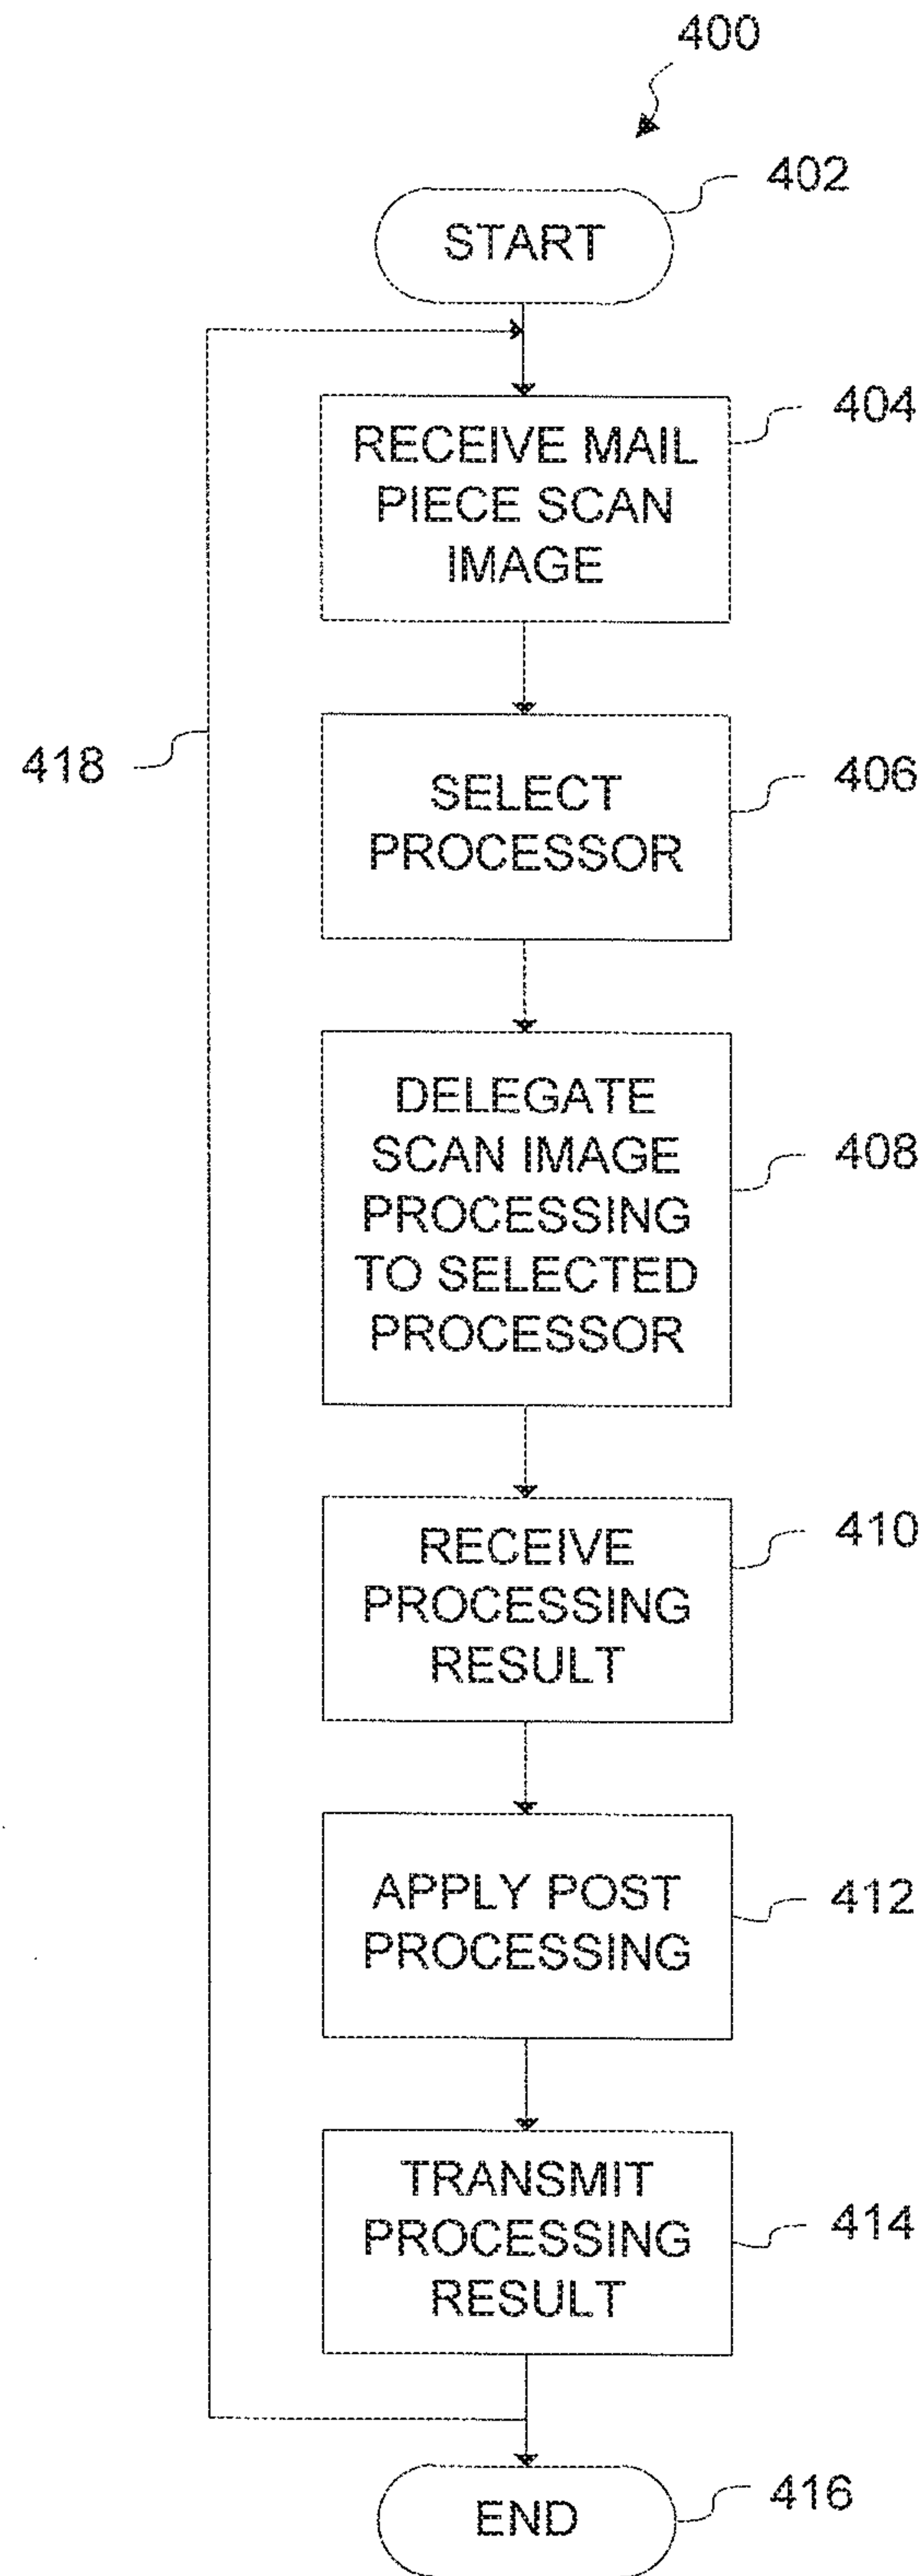 400
402
START
404
RECEIVE MAIL
PIECE SCAN
IMAGE
418
406
SELECT
PROCESSOR
408
DELEGATE
SCAN IMAGE
PROCESSING
TO SELECTED
PROCESSOR
410
RECEIVE
PROCESSING
RESULT
412
APPLY POST
PROCESSING
414
TRANSMIT
PROCESSING
RESULT
416
END